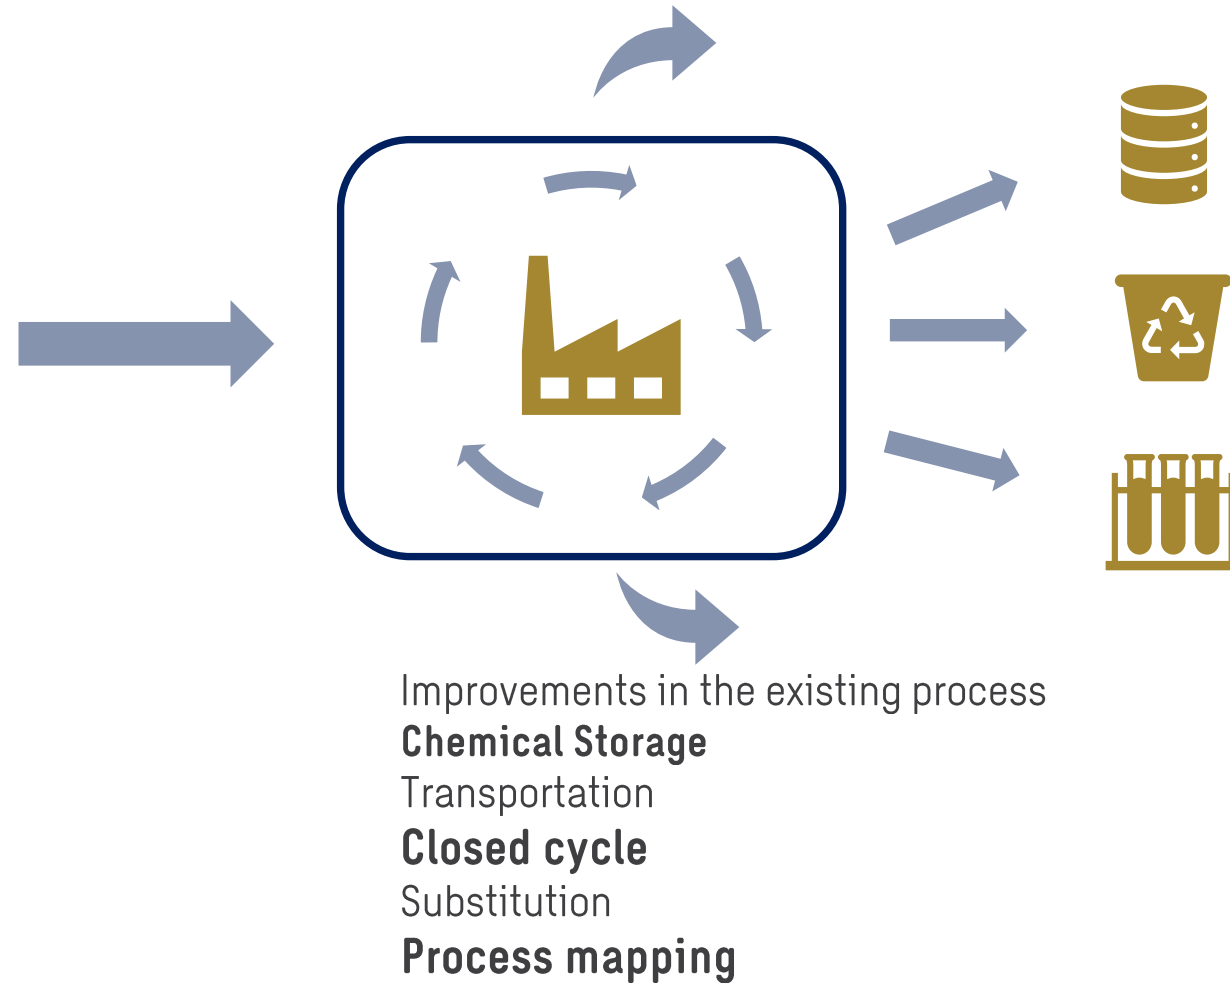 Improvements in the existing process
Chemical Storage
Transportation
Closed cycle
Substitution
Process mapping